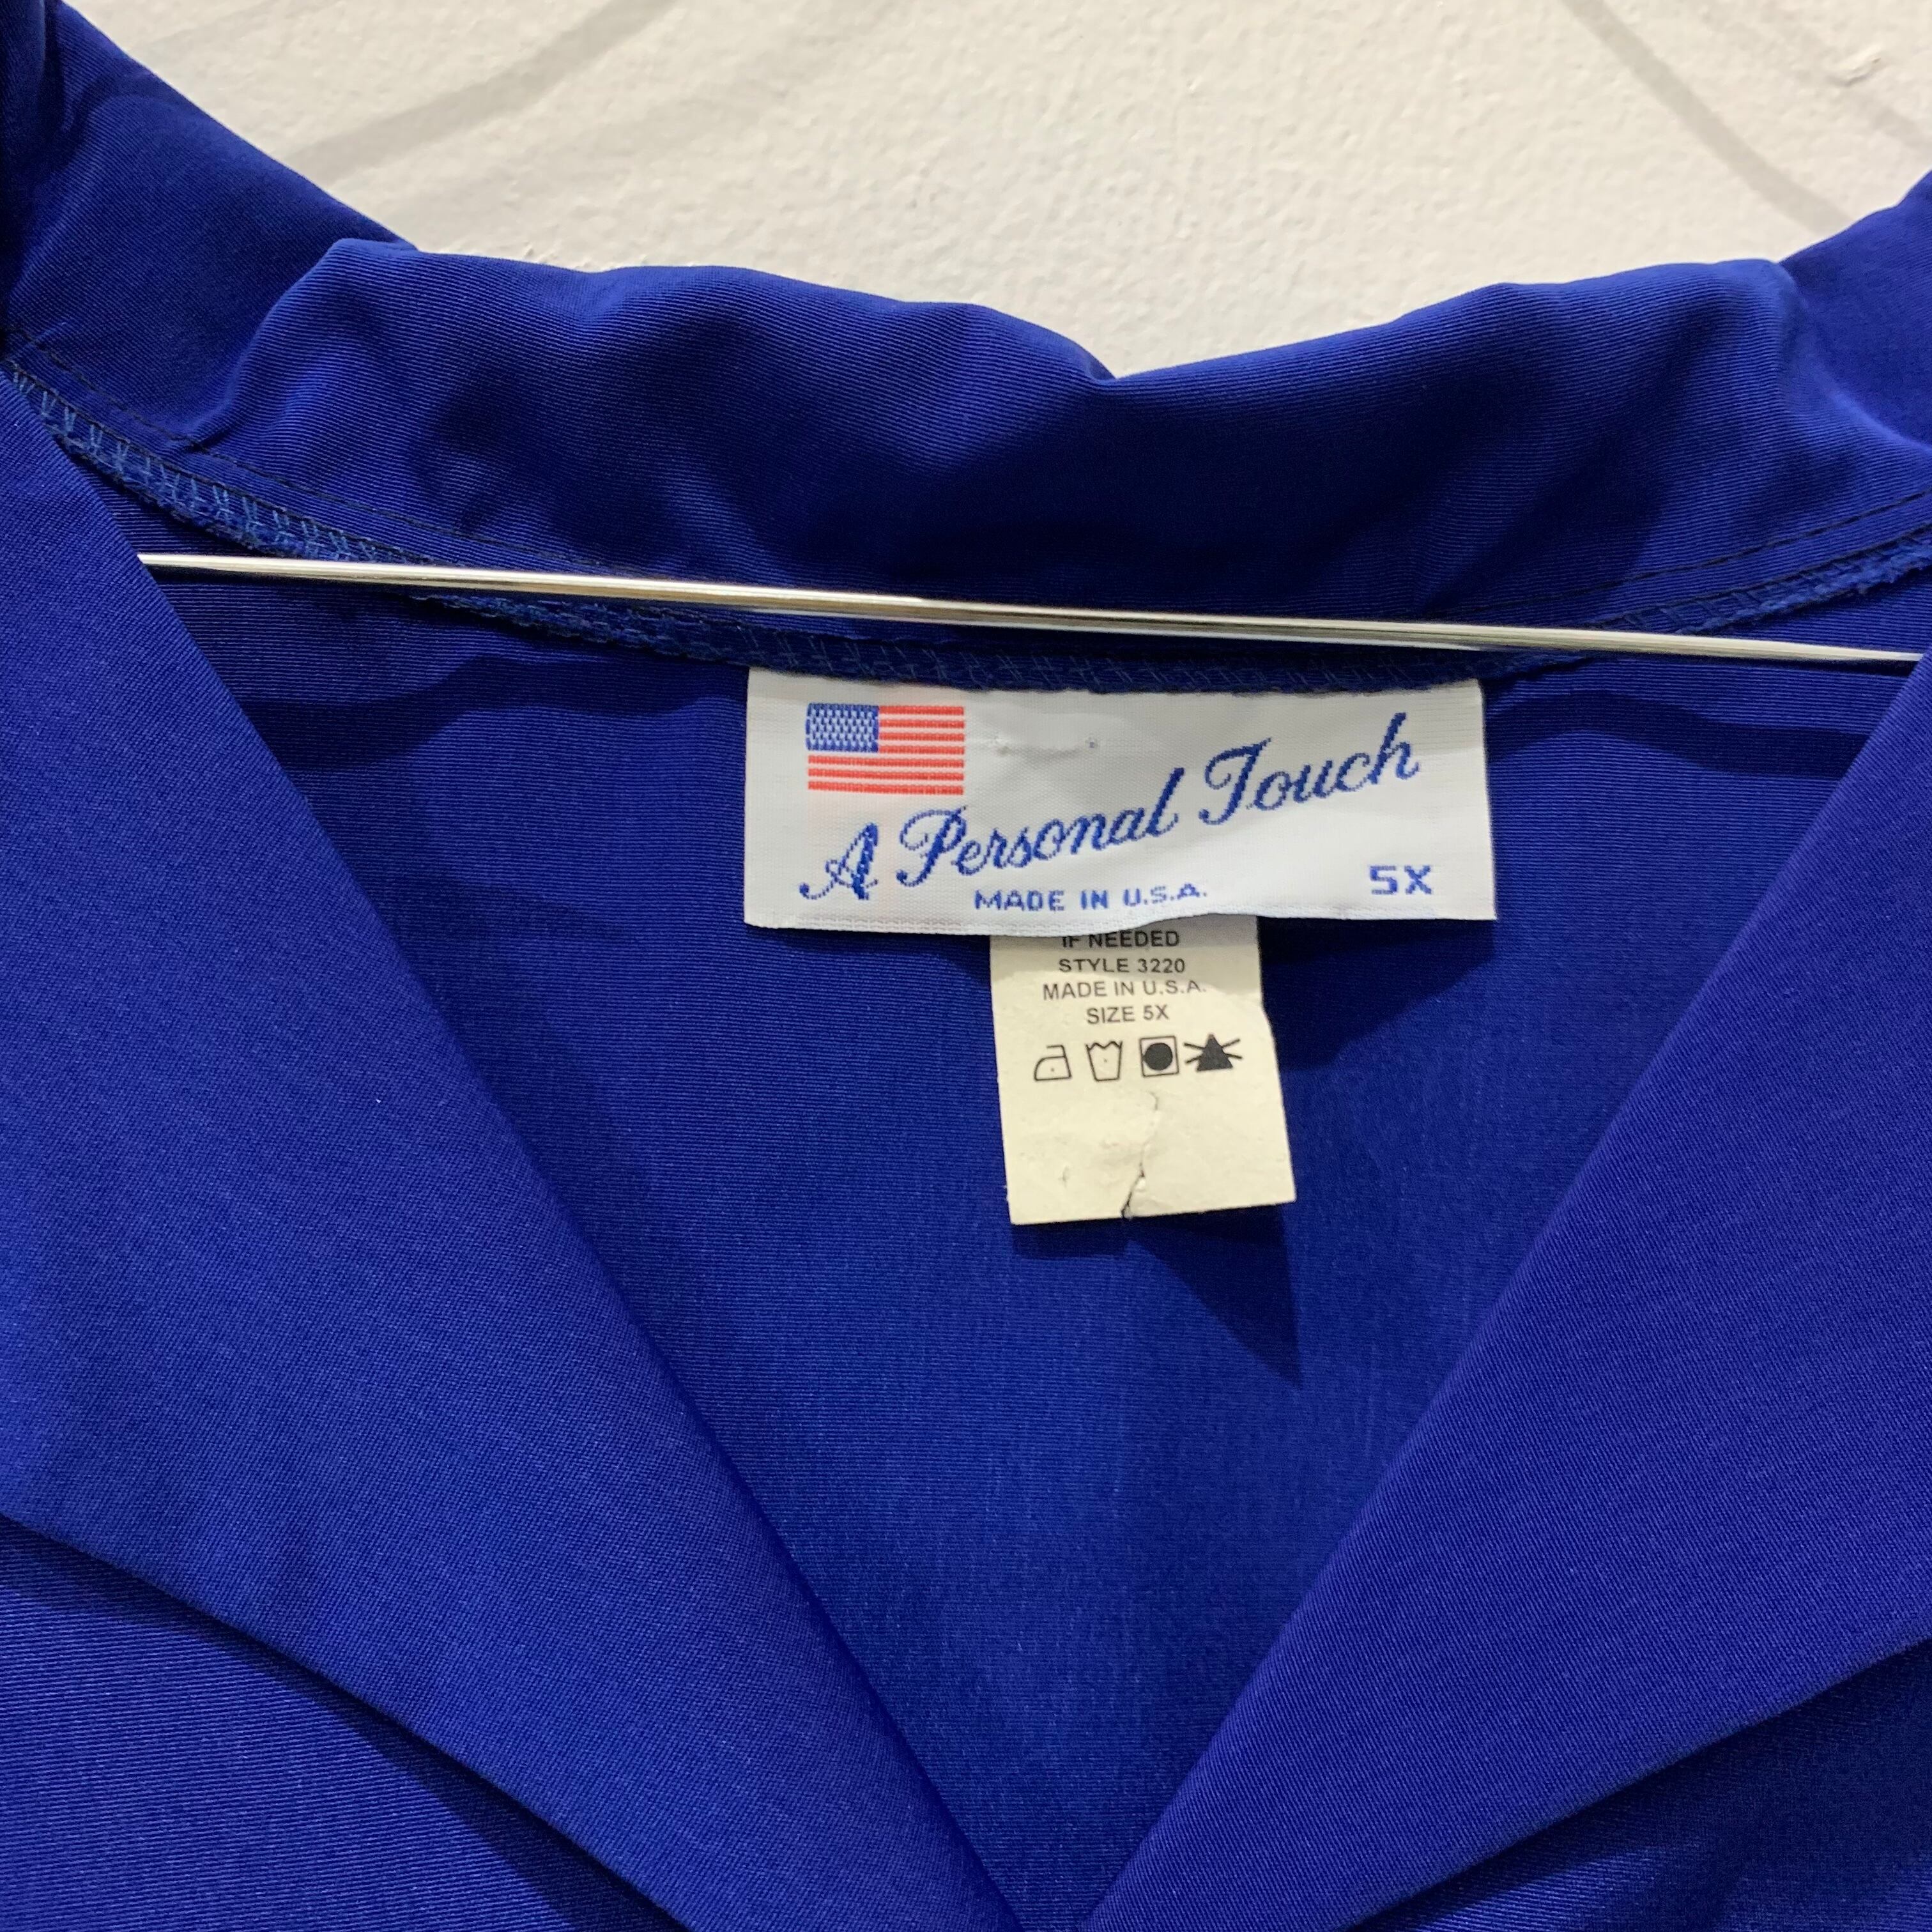 A Personal Touch
MADE IN U.S.A.
5X
IF NEEDED
STYLE 3220
MADE IN U.S.A.
SIZE 5X